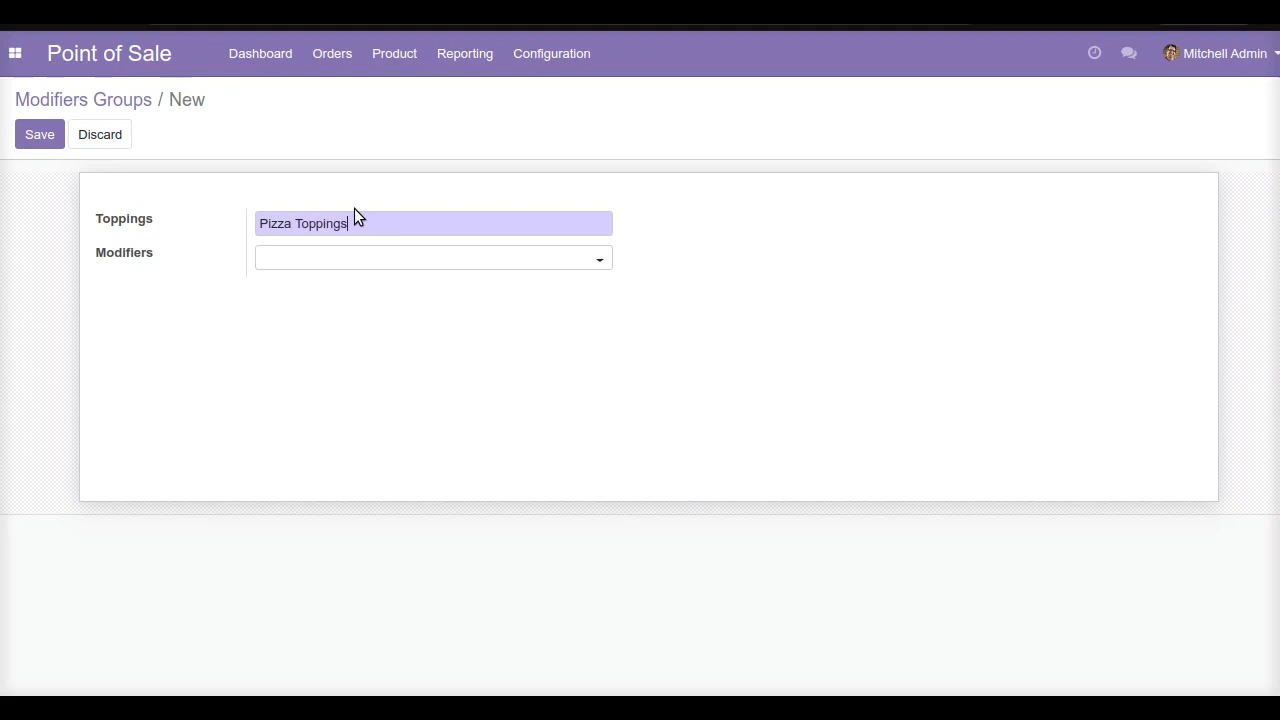 Point of Sale Dashboard Orders Product Reporting Configuration Mitchell Admin
Modifiers Groups / New
Save Discard
Toppings Pizza Toppings
Modifiers